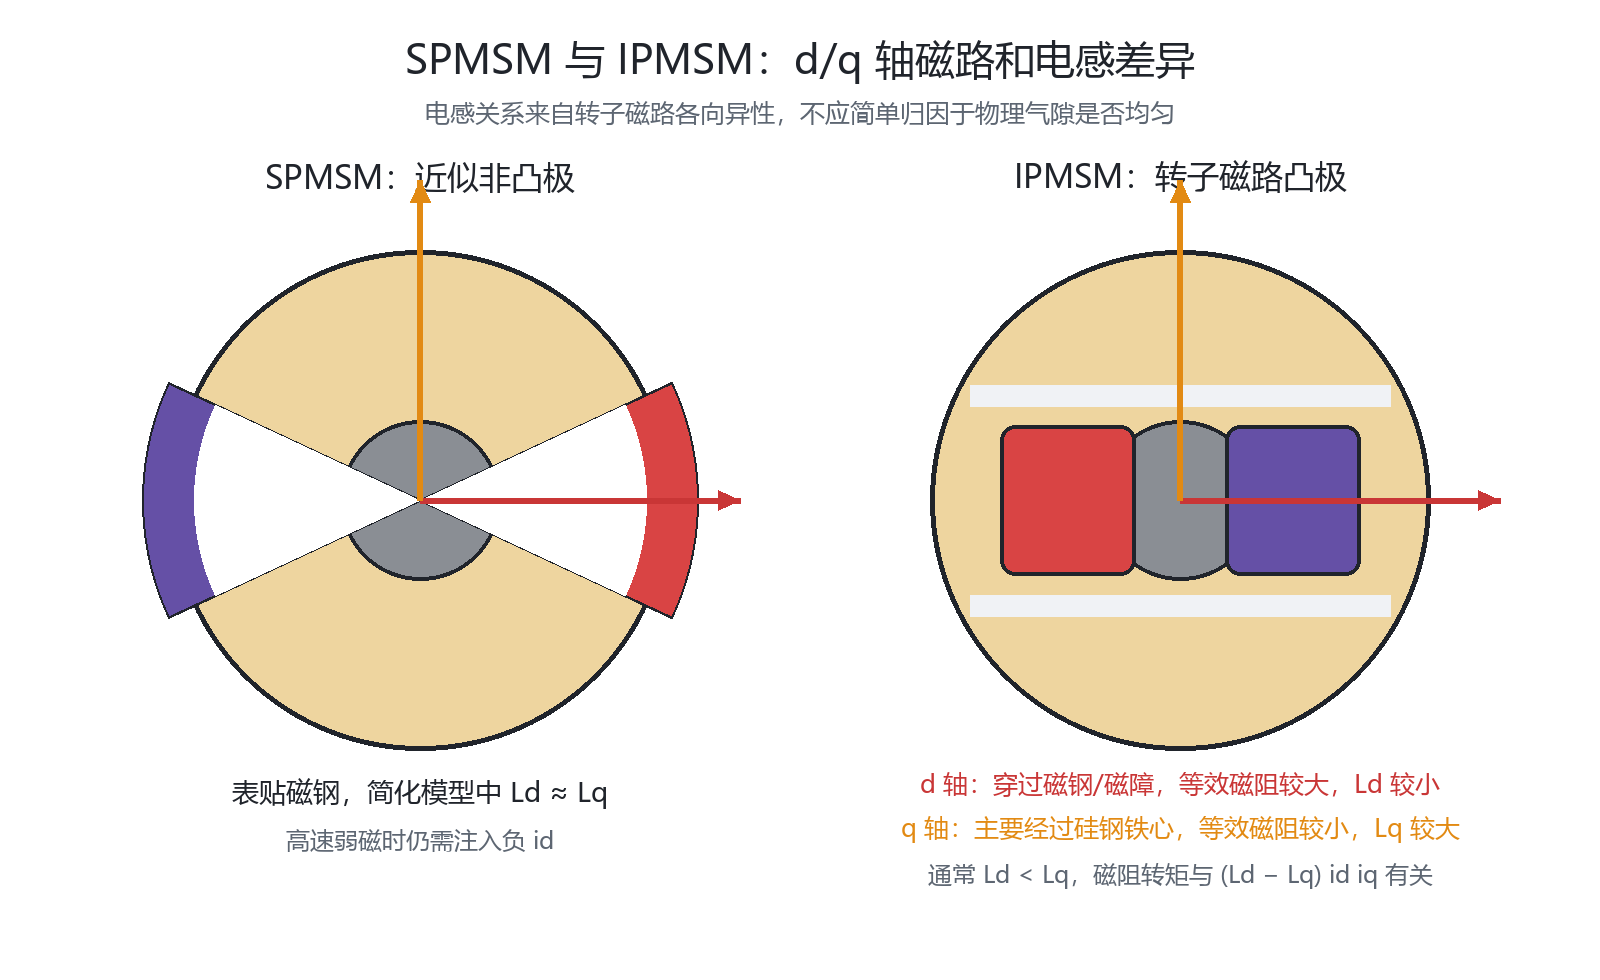 SPMSM 与 IPMSM：d/q 轴磁路和电感差异
电感关系来自转子磁路各向异性，不应简单归因于物理气隙是否均匀
SPMSM：近似非凸极
IPMSM：转子磁路凸极
表贴磁钢，简化模型中 Ld ≈ Lq
高速弱磁时仍需注入负 id
d 轴：穿过磁钢/磁障，等效磁阻较大，Ld 较小
q 轴：主要经过硅钢铁心，等效磁阻较小，Lq 较大
通常 Ld < Lq，磁阻转矩与 (Ld − Lq) id iq 有关